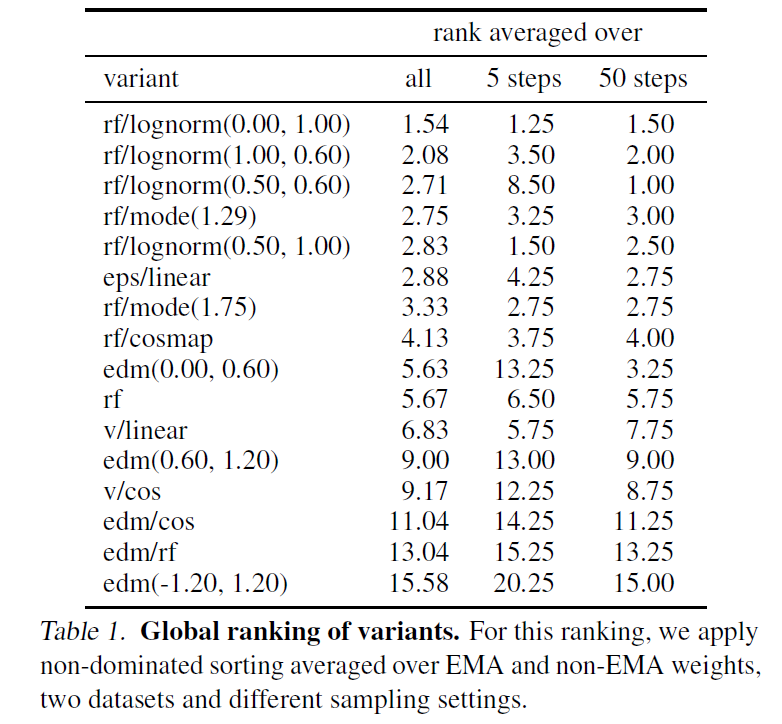 rank averaged over
variant all 5 steps 50 steps
rf/lognorm(0.00, 1.00) 1.54 1.25 1.50
rf/lognorm(1.00, 0.60) 2.08 3.50 2.00
rf/lognorm(0.50, 0.60) 2.71 8.50 1.00
rf/mode(1.29) 2.75 3.25 3.00
rf/lognorm(0.50, 1.00) 2.83 1.50 2.50
eps/linear 2.88 4.25 2.75
rf/mode(1.75) 3.33 2.75 2.75
rf/cosmap 4.13 3.75 4.00
edm(0.00, 0.60) 5.63 13.25 3.25
rf 5.67 6.50 5.75
v/linear 6.83 5.75 7.75
edm(0.60, 1.20) 9.00 13.00 9.00
v/cos 9.17 12.25 8.75
edm/cos 11.04 14.25 11.25
edm/rf 13.04 15.25 13.25
edm(-1.20, 1.20) 15.58 20.25 15.00
Table 1. Global ranking of variants. For this ranking, we apply
non-dominated sorting averaged over EMA and non-EMA weights,
two datasets and different sampling settings.